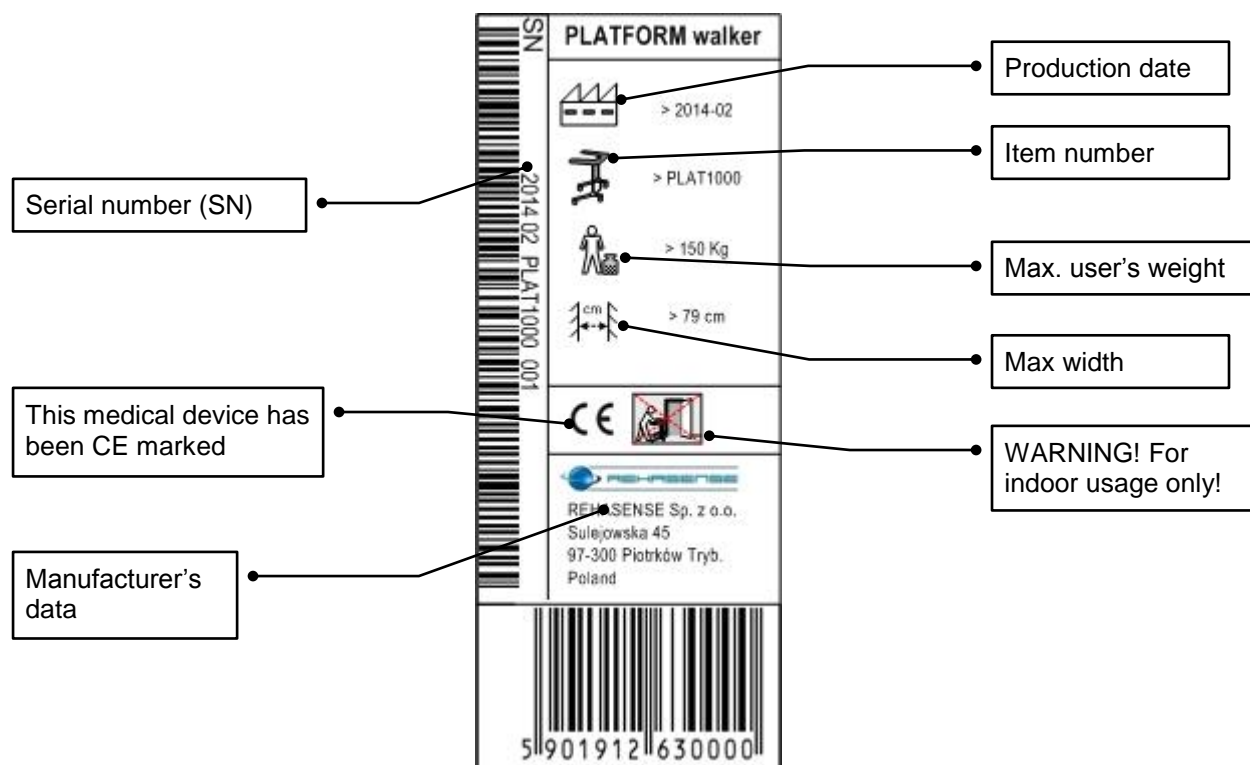 SN
PLATFORM walker
Production date
> 2014-02
Item number
> PLAT1000
Serial number (SN)
2014 02 PLAT1000 001
> 150 Kg
Max. user's weight
cm
> 79 cm
Max width
This medical device has
been CE marked
CE
WARNING! For
indoor usage only!
REHASENSE
REHASENSE Sp. z o.o.
Sulejowska 45
97-300 Piotrków Tryb.
Poland
Manufacturer's
data
5 901912 630000